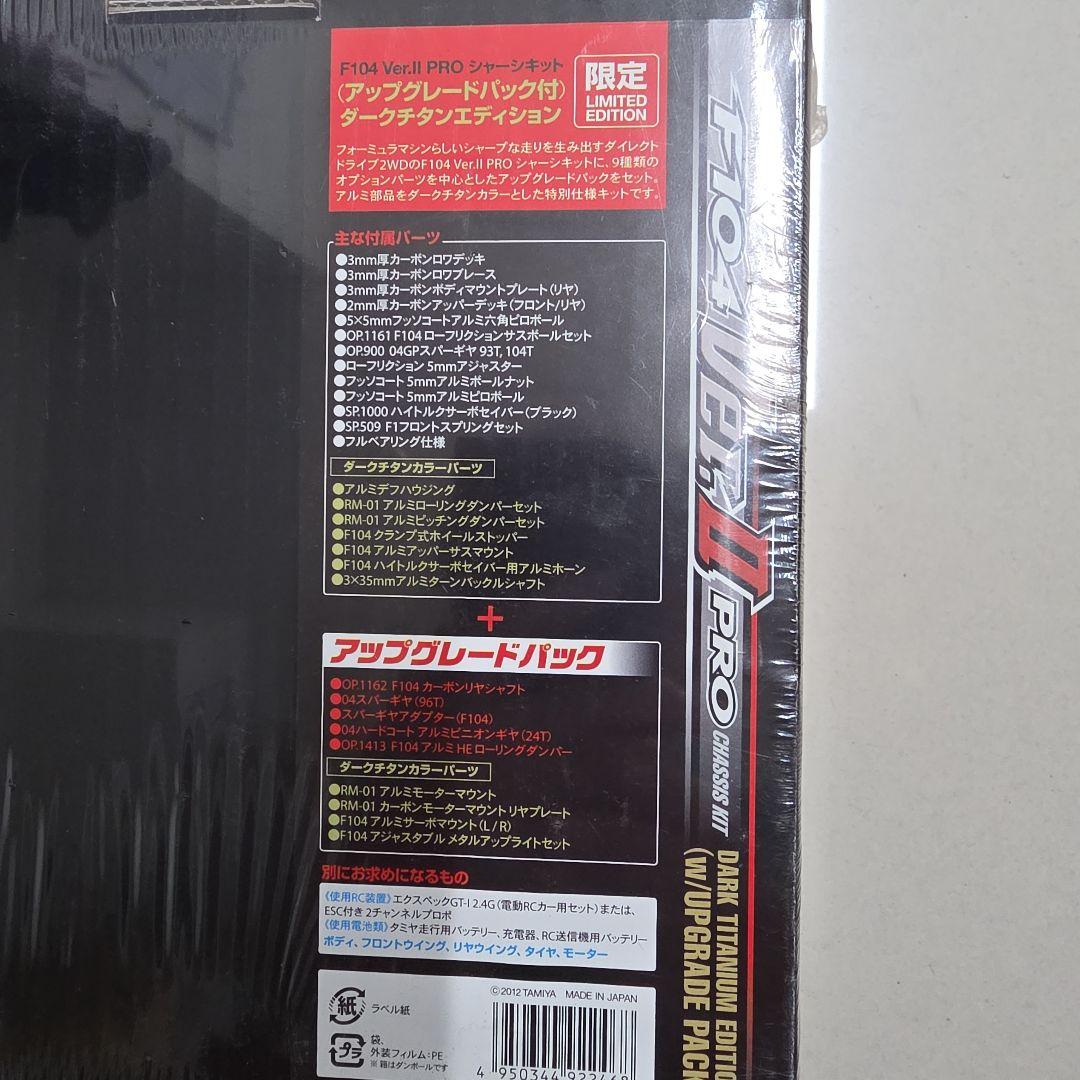 F104 Ver.II PRO シャーシキット
(アップグレードパック付)
ダークチタンエディション
限定
LIMITED
EDITION
フォーミュラマシンらしいシャープな走りを生み出すダイレクト
ドライブ2WDのF104 Ver.II PRO シャーシキットに、9種類の
オプションパーツを中心としたアップグレードパックをセット。
アルミ部品をダークチタンカラーとした特別仕様キットです。
主な付属パーツ
●3mm厚カーボンロワデッキ
●3mm厚カーボンロワブレース
●3mm厚カーボンボディマウントプレート(リヤ)
●2mm厚カーボンアッパーデッキ(フロント/リヤ)
●5×5mmフッソコートアルミ六角ピロボール
●OP.1161 F104 ローフリクションサスボールセット
●OP.900 04GPスパーギヤ 93T, 104T
●ローフリクション 5mmアジャスター
●フッソコート 5mmアルミボールナット
●フッソコート 5mmアルミピロボール
●SP.1000 ハイトルクサーボセイバー(ブラック)
●SP.509 F1フロントスプリングセット
●フルベアリング仕様
ダークチタンカラーパーツ
●アルミデフハウジング
●RM-01 アルミローリングダンパーセット
●RM-01 アルミピッチングダンパーセット
●F104 クランプ式ホイールストッパー
●F104 アルミアッパーサスマウント
●F104 ハイトルクサーボセイバー用アルミホーン
●3×35mmアルミターンバックルシャフト
+
アップグレードパック
●OP.1162 F104 カーボンリヤシャフト
●04スパーギヤ(96T)
●スパーギヤアダプター(F104)
●04ハードコート アルミピニオンギヤ(24T)
●OP.1413 F104 アルミHEローリングダンパー
ダークチタンカラーパーツ
●RM-01 アルミモーターマウント
●RM-01 カーボンモーターマウント リヤプレート
●F104 アルミサーボマウント(L/R)
●F104 アジャスタブル メタルアップライトセット
別にお求めになるもの
《使用RC装置》エクスペックGT-I 2.4G(電動RCカー用セット)または、
ESC付き 2チャンネルプロポ
《使用電池類》タミヤ走行用バッテリー、充電器、RC送信機用バッテリー
ボディ、フロントウイング、リヤウイング、タイヤ、モーター
紙
ラベル紙
プラ
袋、
外装フィルム:PE
※箱はダンボールです
©2012 TAMIYA MADE IN JAPAN
4 950344 922468
F104 Ver.II PRO CHASSIS KIT
DARK TITANIUM EDITIO
(W/UPGRADE PACK